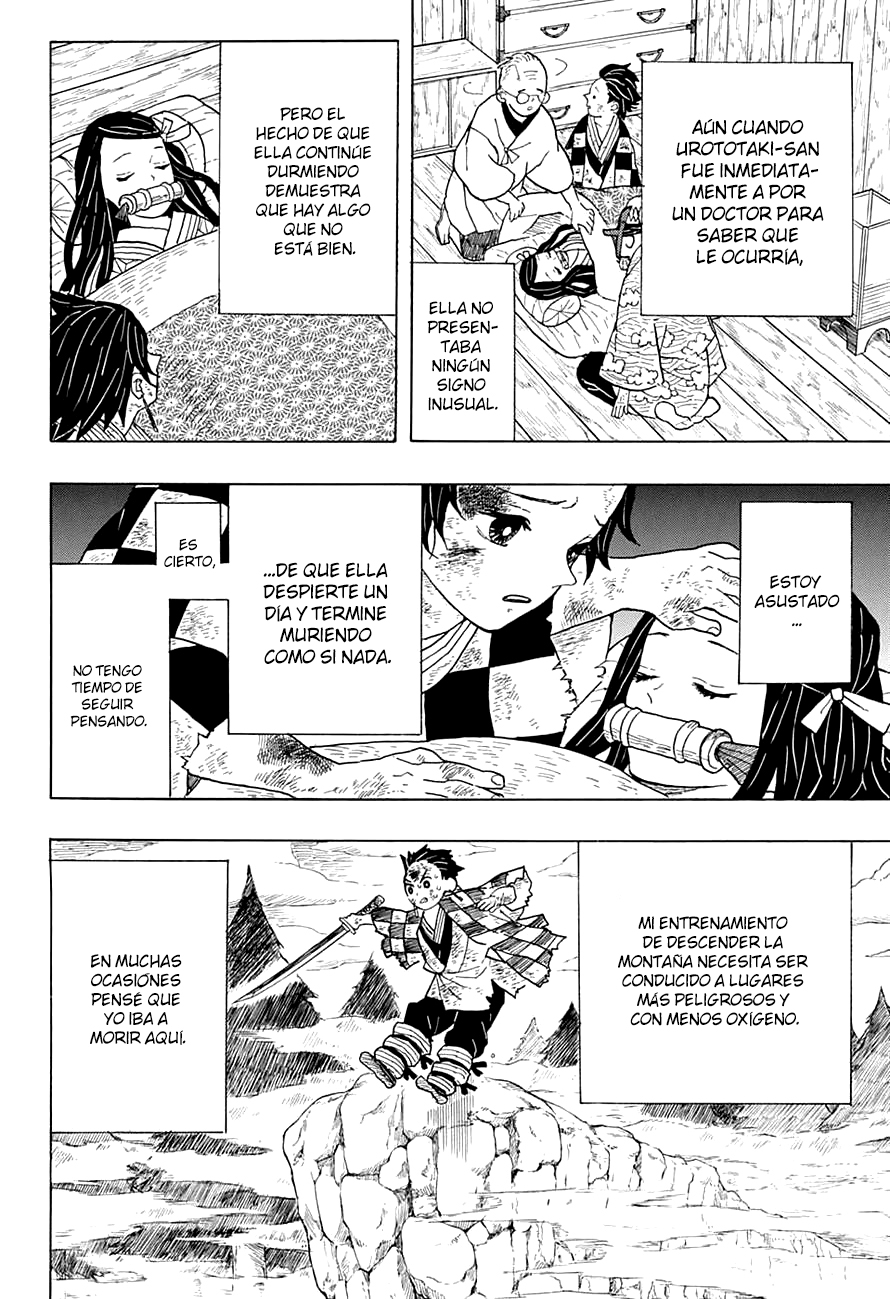 AÚN CUANDO
UROTOTAKI-SAN
FUE INMEDIATA-
MENTE A POR
UN DOCTOR PARA
SABER QUE
LE OCURRÍA,
ELLA NO
PRESEN-
TABA
NINGÚN
SIGNO
INUSUAL.
PERO EL
HECHO DE QUE
ELLA CONTINÚE
DURMIENDO
DEMUESTRA
QUE HAY ALGO
QUE NO
ESTÁ BIEN.
ESTOY
ASUSTADO
...
...DE QUE ELLA
DESPIERTE UN
DÍA Y TERMINE
MURIENDO
COMO SI NADA.
ES
CIERTO,
NO TENGO
TIEMPO DE
SEGUIR
PENSANDO.
MI ENTRENAMIENTO
DE DESCENDER LA
MONTAÑA NECESITA SER
CONDUCIDO A LUGARES
MÁS PELIGROSOS Y
CON MENOS OXÍGENO.
EN MUCHAS
OCASIONES
PENSÉ QUE
YO IBA A
MORIR AQUÍ.